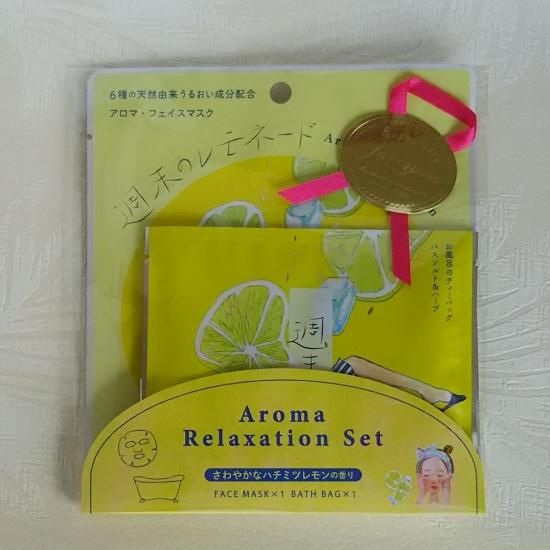 6種の天然由来うるおい成分配合
アロマ・フェイスマスク
週末のレモネード
お風呂のティーバッグ
バスソルト&ハーブ
週
末
Aroma
Relaxation Set
さわやかなハチミツレモンの香り
FACE MASK×1 BATH BAG×1